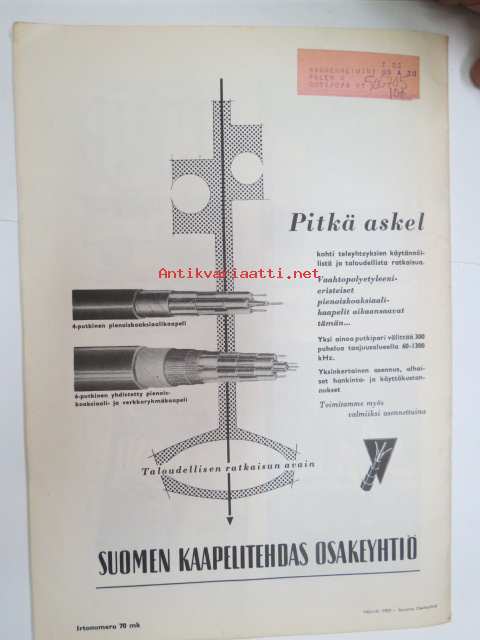 Pitkä askel
kohti teleyhteyksien käytännöl-
listä ja taloudellista ratkaisua.
Vaahtopolyetyleeni-
eristeiset
pienoiskoaksiaali-
kaapelit aikaansaavat
tämän...
Yksi ainoa putkipari välittää 300
puhelua taajuusalueella 60-1300
kHz.
Yksinkertainen asennus, alhai-
set hankinta- ja käyttökustan-
nukset
Toimitamme myös
valmiiksi asennettuina
Antikvariaatti.net
4-putkinen pienoiskoaksiaalikaapeli
6-putkinen yhdistetty pienois-
koaksiaali- ja verkkoryhmäkaapeli
Taloudellisen ratkaisun avain
SUOMEN KAAPELITEHDAS OSAKEYHTIÖ
Irtonumero 70 mk